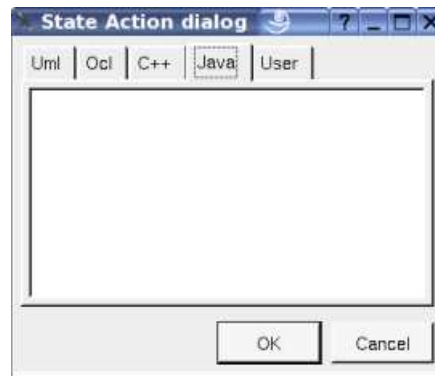 State Action dialog ?
Uml Ocl C++ Java User
OK Cancel